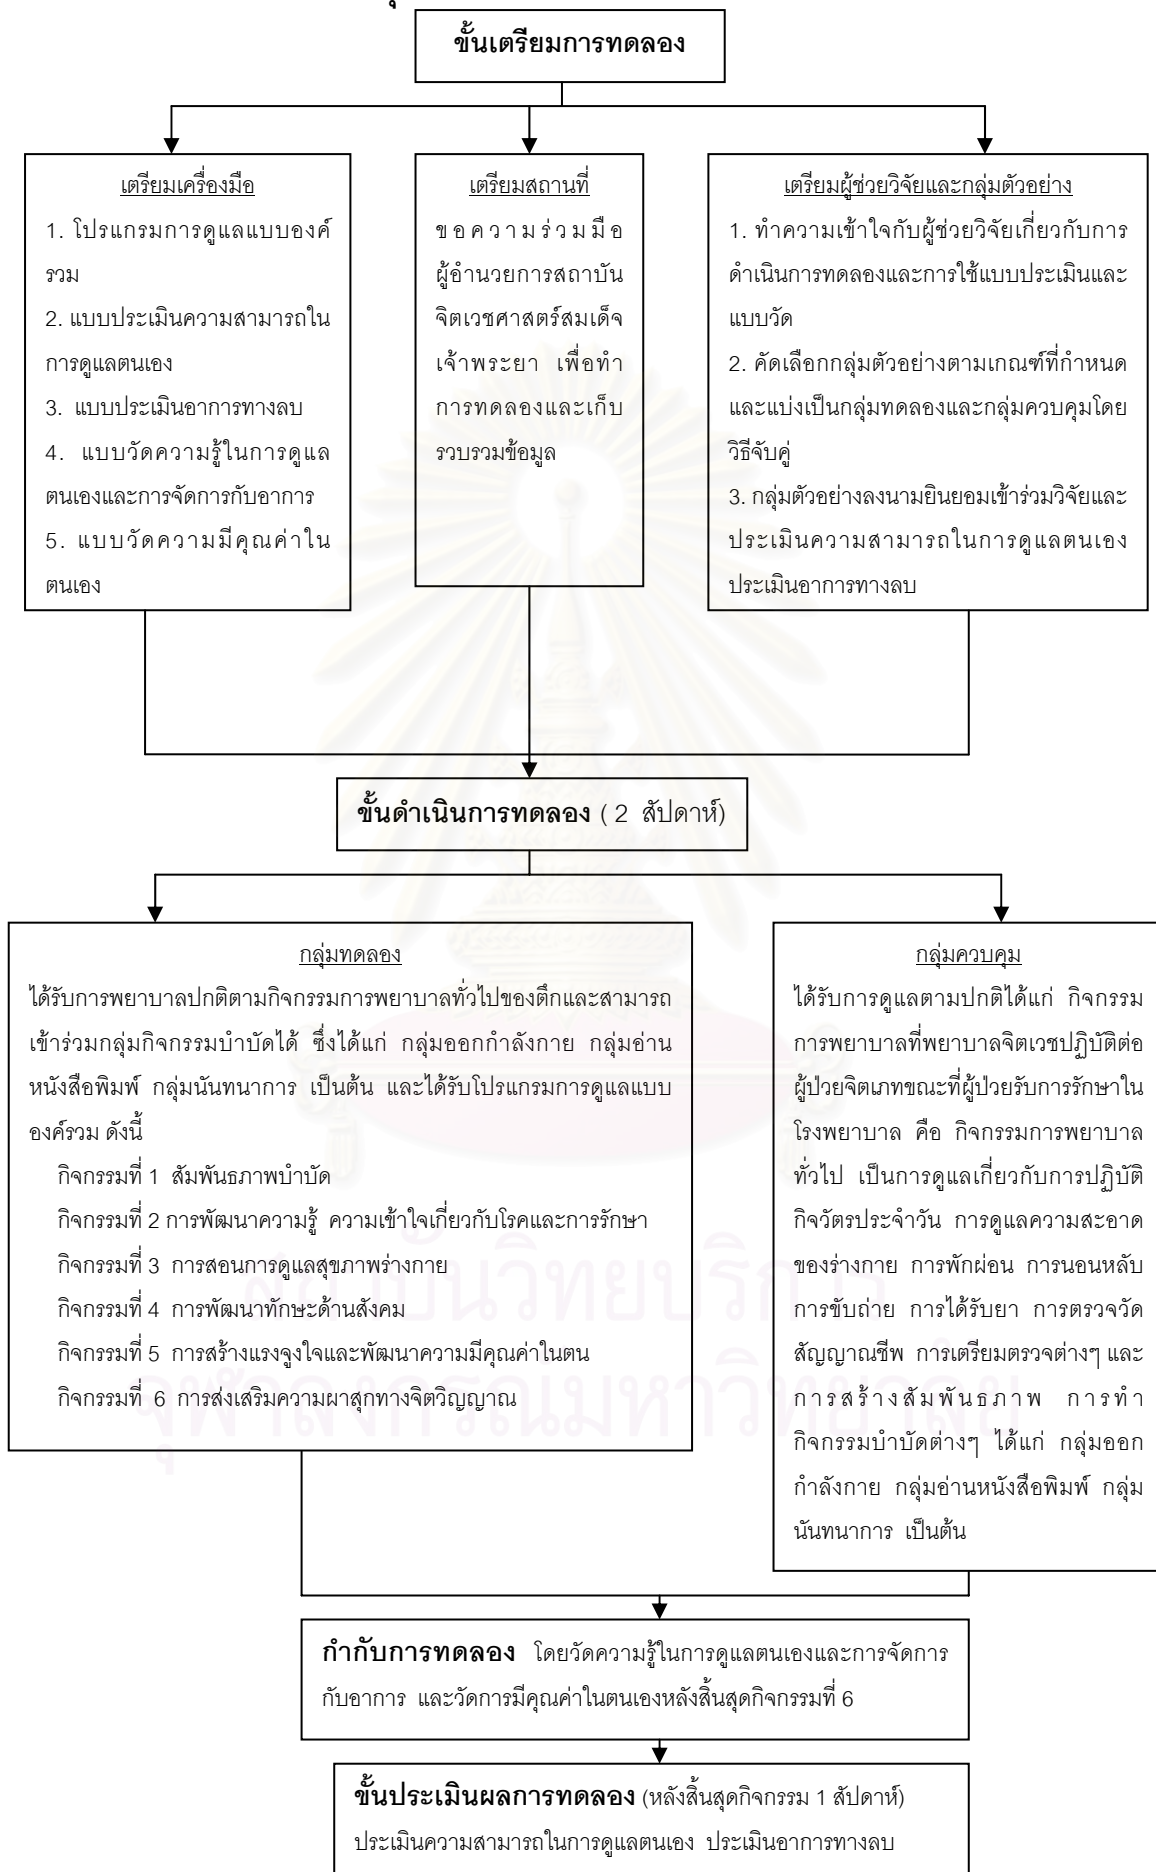 ขั้นเตรียมการทดลอง
เตรียมเครื่องมือ
1. โปรแกรมการดูแลแบบองค์
รวม
2. แบบประเมินความสามารถใน
การดูแลตนเอง
3. แบบประเมินอาการทางลบ
4. แบบวัดความรู้ในการดูแล
ตนเองและการจัดการกับอาการ
5. แบบวัดความมีคุณค่าใน
ตนเอง
เตรียมสถานที่
ขอความร่วมมือ
ผู้อำนวยการสถาบัน
จิตเวชศาสตร์สมเด็จ
เจ้าพระยา เพื่อทำ
การทดลองและเก็บ
รวบรวมข้อมูล
เตรียมผู้ช่วยวิจัยและกลุ่มตัวอย่าง
1. ทำความเข้าใจกับผู้ช่วยวิจัยเกี่ยวกับการ
ดำเนินการทดลองและการใช้แบบประเมินและ
แบบวัด
2. คัดเลือกกลุ่มตัวอย่างตามเกณฑ์ที่กำหนด
และแบ่งเป็นกลุ่มทดลองและกลุ่มควบคุมโดย
วิธีจับคู่
3. กลุ่มตัวอย่างลงนามยินยอมเข้าร่วมวิจัยและ
ประเมินความสามารถในการดูแลตนเอง
ประเมินอาการทางลบ
ขั้นดำเนินการทดลอง ( 2 สัปดาห์)
กลุ่มทดลอง
ได้รับการพยาบาลปกติตามกิจกรรมการพยาบาลทั่วไปของตึกและสามารถ
เข้าร่วมกลุ่มกิจกรรมบำบัดได้ ซึ่งได้แก่ กลุ่มออกกำลังกาย กลุ่มอ่าน
หนังสือพิมพ์ กลุ่มนันทนาการ เป็นต้น และได้รับโปรแกรมการดูแลแบบ
องค์รวม ดังนี้
กิจกรรมที่ 1 สัมพันธภาพบำบัด
กิจกรรมที่ 2 การพัฒนาความรู้ ความเข้าใจเกี่ยวกับโรคและการรักษา
กิจกรรมที่ 3 การสอนการดูแลสุขภาพร่างกาย
กิจกรรมที่ 4 การพัฒนาทักษะด้านสังคม
กิจกรรมที่ 5 การสร้างแรงจูงใจและพัฒนาความมีคุณค่าในตน
กิจกรรมที่ 6 การส่งเสริมความผาสุกทางจิตวิญญาณ
กลุ่มควบคุม
ได้รับการดูแลตามปกติได้แก่ กิจกรรม
การพยาบาลที่พยาบาลจิตเวชปฏิบัติต่อ
ผู้ป่วยจิตเภทขณะที่ผู้ป่วยรับการรักษาใน
โรงพยาบาล คือ กิจกรรมการพยาบาล
ทั่วไป เป็นการดูแลเกี่ยวกับการปฏิบัติ
กิจวัตรประจำวัน การดูแลความสะอาด
ของร่างกาย การพักผ่อน การนอนหลับ
การขับถ่าย การได้รับยา การตรวจวัด
สัญญาณชีพ การเตรียมตรวจต่างๆ และ
การสร้างสัมพันธภาพ การทำ
กิจกรรมบำบัดต่างๆ ได้แก่ กลุ่มออก
กำลังกาย กลุ่มอ่านหนังสือพิมพ์ กลุ่ม
นันทนาการ เป็นต้น
สถาบันวิทยบริการ
จุฬาลงกรณ์มหาวิทยาลัย
กำกับการทดลอง โดยวัดความรู้ในการดูแลตนเองและการจัดการ
กับอาการ และวัดการมีคุณค่าในตนเองหลังสิ้นสุดกิจกรรมที่ 6
ขั้นประเมินผลการทดลอง (หลังสิ้นสุดกิจกรรม 1 สัปดาห์)
ประเมินความสามารถในการดูแลตนเอง ประเมินอาการทางลบ